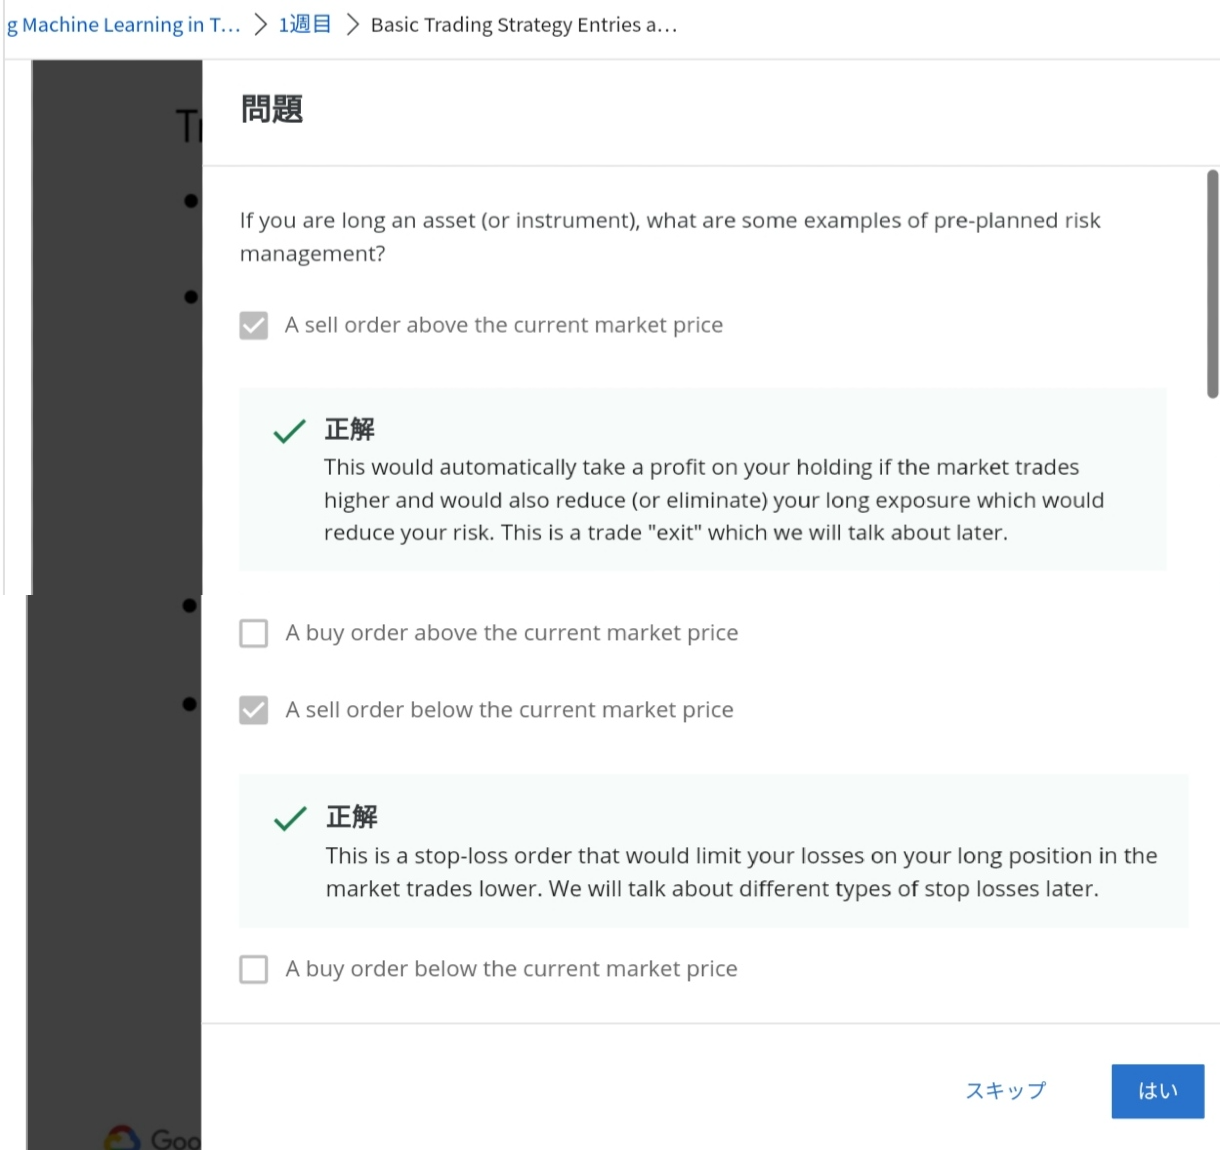 g Machine Learning in T... > 1週目 > Basic Trading Strategy Entries a...
問題
If you are long an asset (or instrument), what are some examples of pre-planned risk
management?
A sell order above the current market price
正解
This would automatically take a profit on your holding if the market trades
higher and would also reduce (or eliminate) your long exposure which would
reduce your risk. This is a trade "exit" which we will talk about later.
A buy order above the current market price
A sell order below the current market price
正解
This is a stop-loss order that would limit your losses on your long position in the
market trades lower. We will talk about different types of stop losses later.
A buy order below the current market price
スキップ
はい
Goo